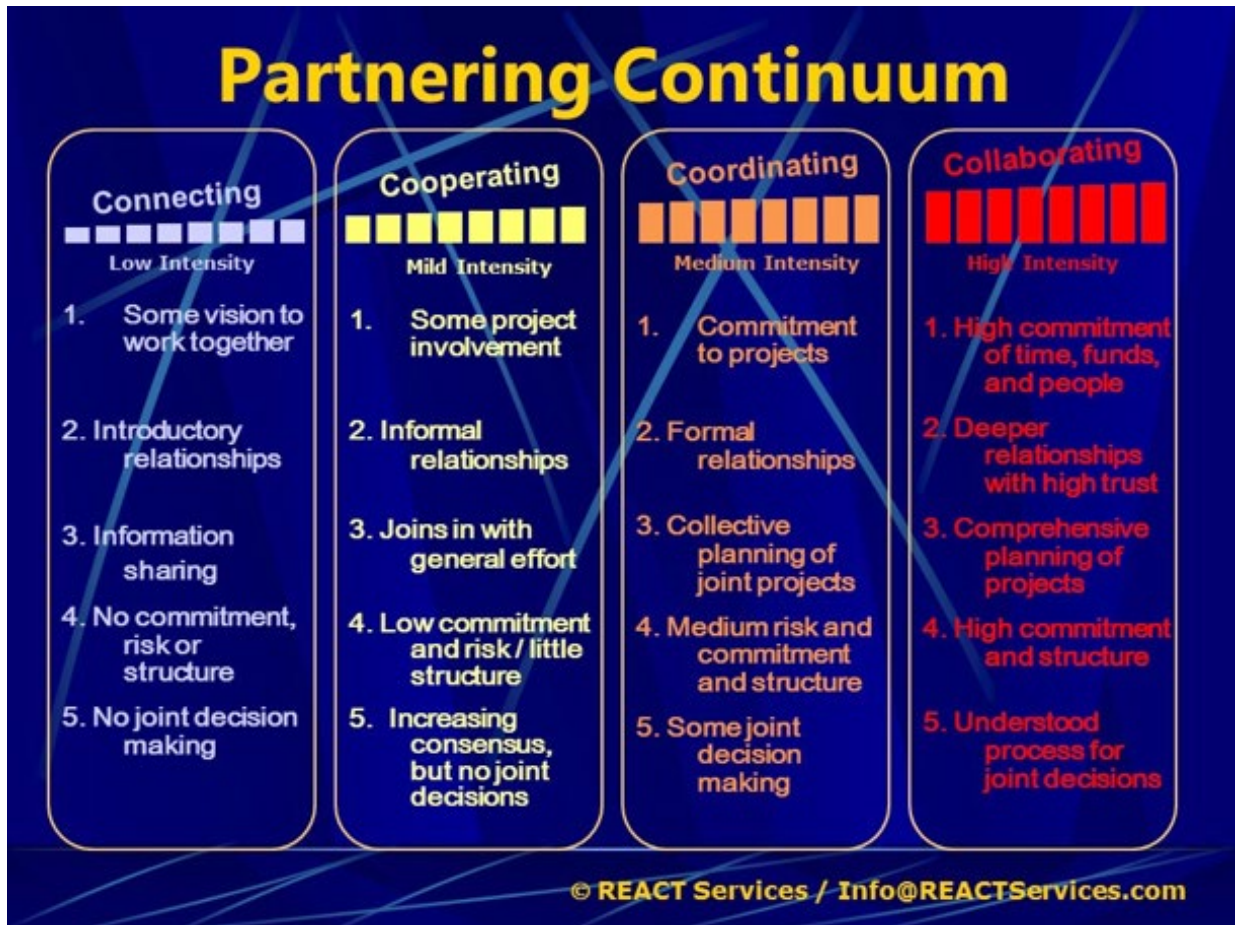 Partnering Continuum
Connecting
Low Intensity
1. Some vision to
work together
2. Introductory
relationships
3. Information
sharing
4. No commitment,
risk or
structure
5. No joint decision
making
Cooperating
Mild Intensity
1. Some project
involvement
2. Informal
relationships
3. Joins in with
general effort
4. Low commitment
and risk / little
structure
5. Increasing
consensus,
but no joint
decisions
Coordinating
Medium Intensity
1. Commitment
to projects
2. Formal
relationships
3. Collective
planning of
joint projects
4. Medium risk and
commitment
and structure
5. Some joint
decision
making
Collaborating
High Intensity
1. High commitment
of time, funds,
and people
2. Deeper
relationships
with high trust
3. Comprehensive
planning of
projects
4. High commitment
and structure
5. Understood
process for
joint decisions
© REACT Services / Info@REACTServices.com